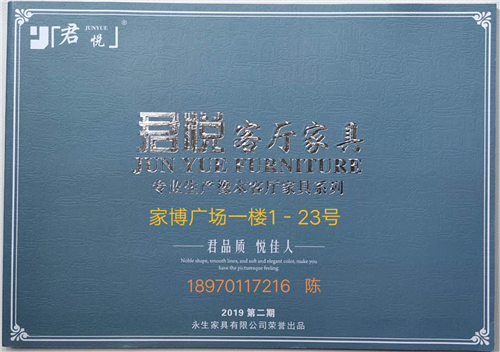 君悦
JUNYUE
君悦 客厅家具
JUN YUE FURNITURE
专业生产橡木客厅家具系列
家博广场一楼1-23号
君品质 悦佳人
Noble shape, smooth lines, and soft and elegant color, make you
have the picturesque feeling.
18970117216 陈
2019 第二期
永生家具有限公司荣誉出品